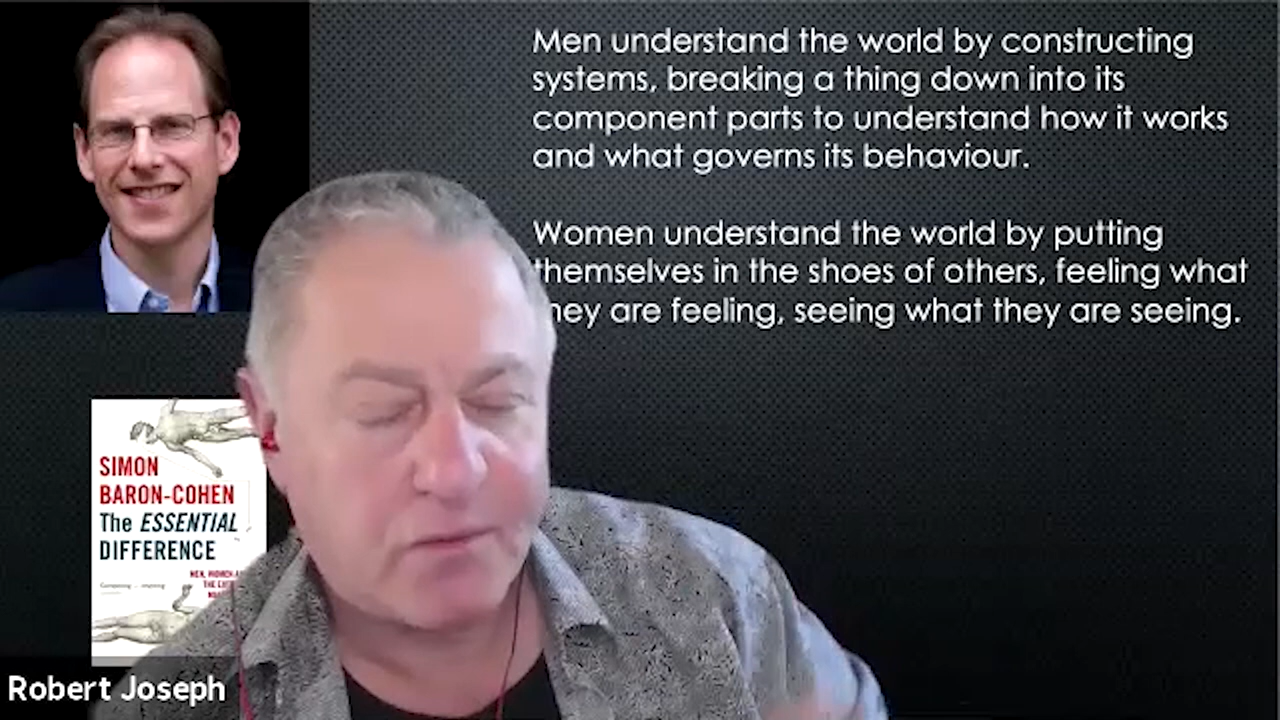 Men understand the world by constructing
systems, breaking a thing down into its
component parts to understand how it works
and what governs its behaviour.
Women understand the world by putting
themselves in the shoes of others, feeling what
they are feeling, seeing what they are seeing.
SIMON
BARON-COHEN
The ESSENTIAL
DIFFERENCE
MEN, WOMEN A
Robert Joseph